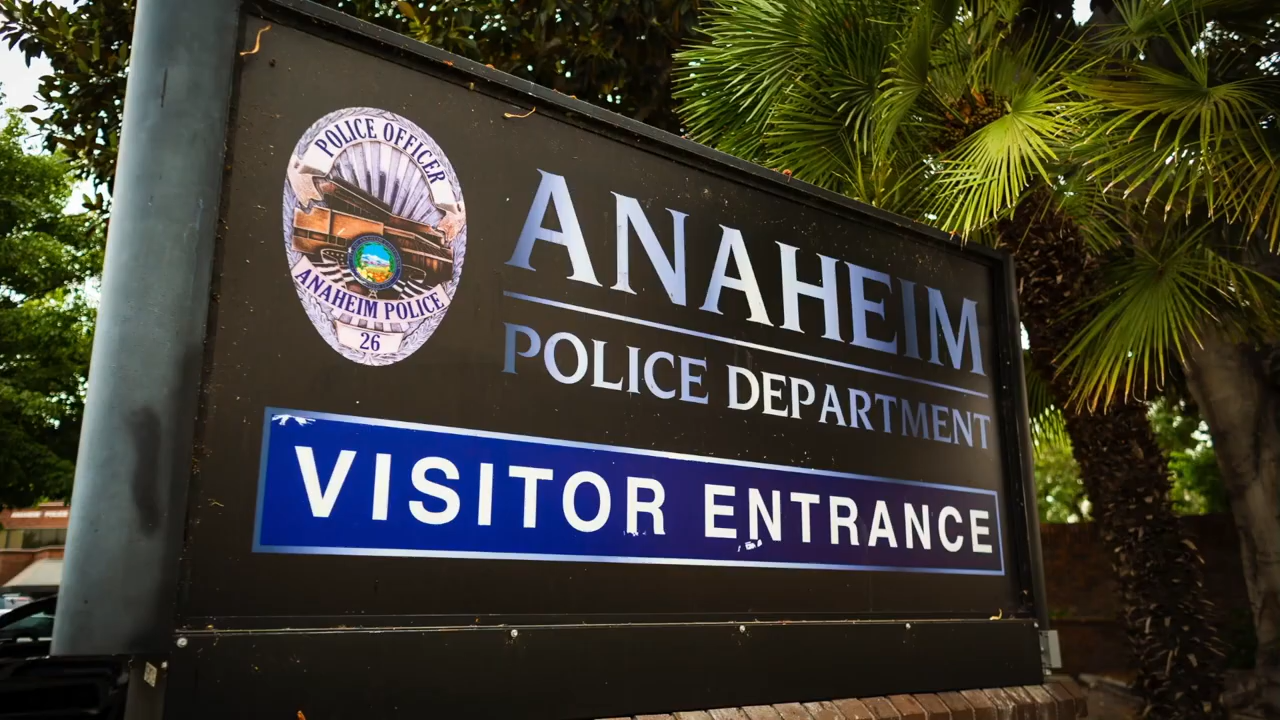 POLICE OFFICER
ANAHEIM POLICE
26
ANAHEIM
POLICE DEPARTMENT
VISITOR ENTRANCE